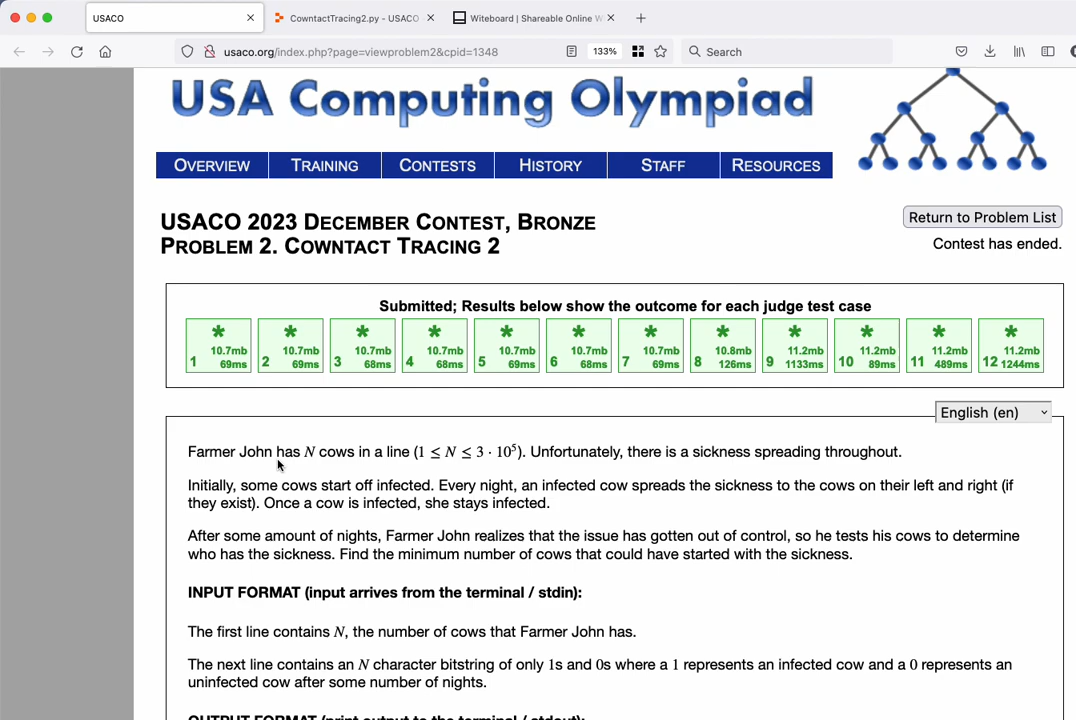 USACO
CowntactTracing2.py - USACO
Witeboard | Shareable Online W
usaco.org/index.php?page=viewproblem2&cpid=1348
133%
Search
USA Computing Olympiad
OVERVIEW TRAINING CONTESTS HISTORY STAFF RESOURCES
USACO 2023 DECEMBER CONTEST, BRONZE
PROBLEM 2. COWNTACT TRACING 2
Return to Problem List
Contest has ended.
Submitted; Results below show the outcome for each judge test case
* * * * * * * * * * * *
10.7mb 10.7mb 10.7mb 10.7mb 10.7mb 10.7mb 10.7mb 10.8mb 11.2mb 11.2mb 11.2mb 11.2mb
1 69ms 2 69ms 3 68ms 4 68ms 5 69ms 6 68ms 7 69ms 8 126ms 9 1133ms 10 89ms 11 489ms 12 1244ms
English (en)
Farmer John has N cows in a line (1 ≤ N ≤ 3 · 10⁵). Unfortunately, there is a sickness spreading throughout.
Initially, some cows start off infected. Every night, an infected cow spreads the sickness to the cows on their left and right (if
they exist). Once a cow is infected, she stays infected.
After some amount of nights, Farmer John realizes that the issue has gotten out of control, so he tests his cows to determine
who has the sickness. Find the minimum number of cows that could have started with the sickness.
INPUT FORMAT (input arrives from the terminal / stdin):
The first line contains N, the number of cows that Farmer John has.
The next line contains an N character bitstring of only 1s and 0s where a 1 represents an infected cow and a 0 represents an
uninfected cow after some number of nights.
OUTPUT FORMAT (print output to the terminal / stdout):